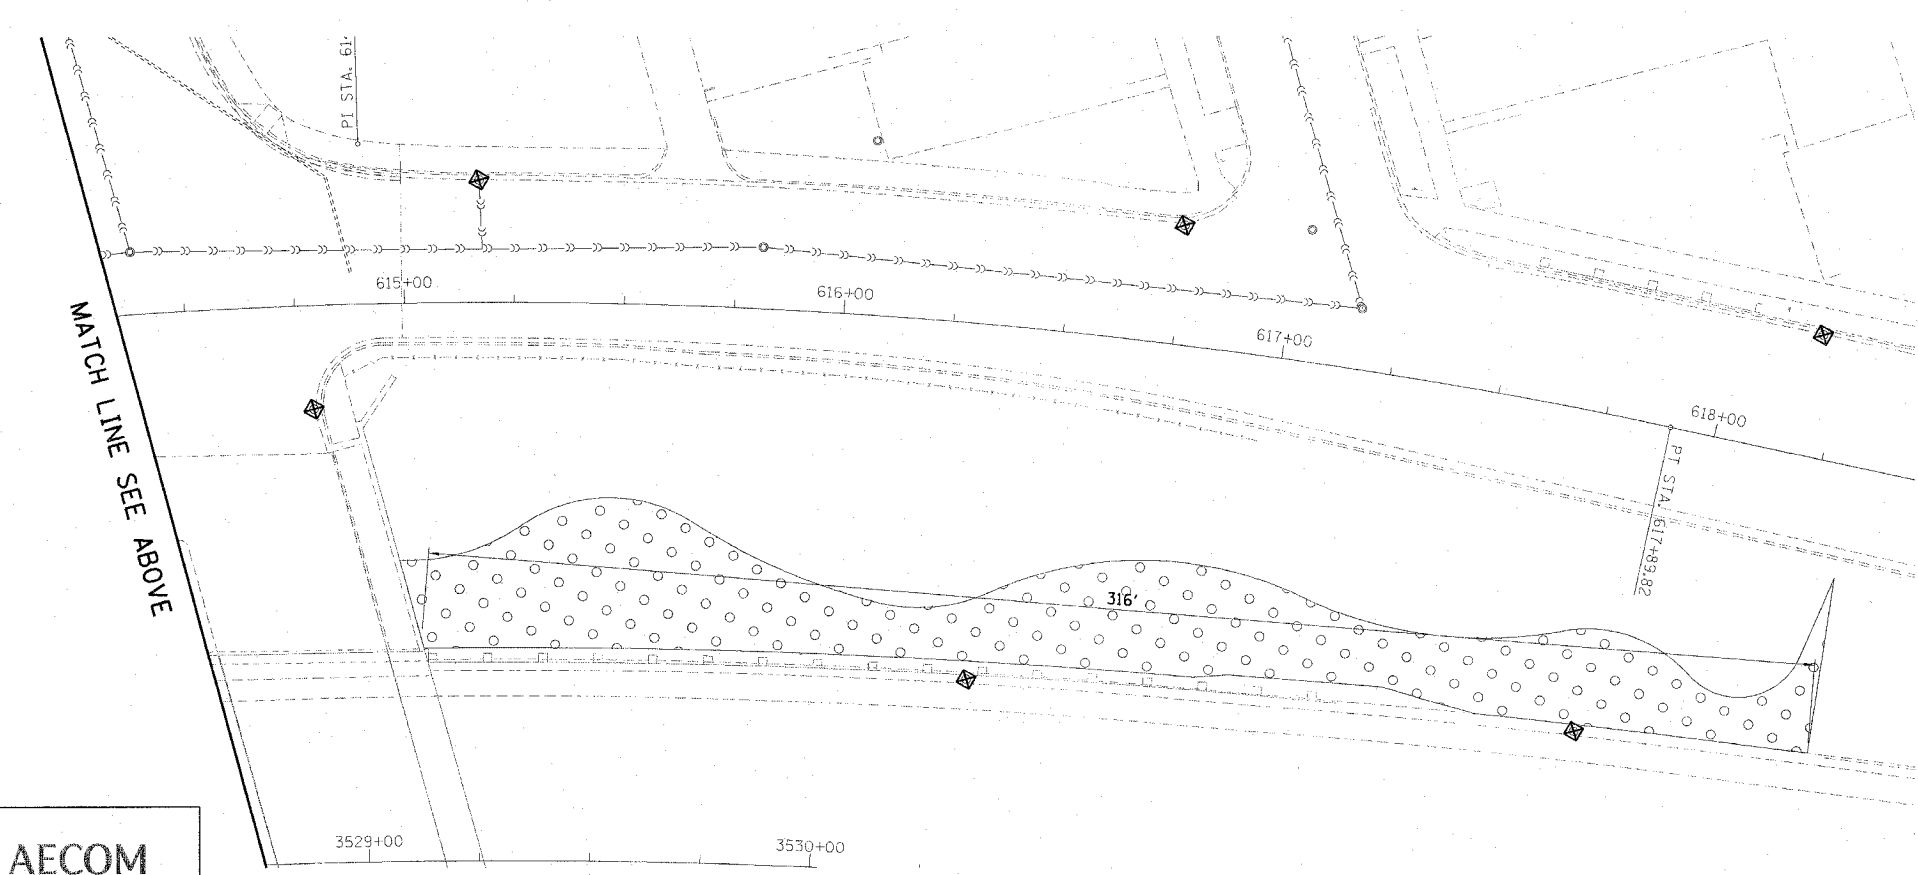 PI STA. 61
615+00
616+00
617+00
618+00
MATCH LINE SEE ABOVE
PT STA. 617+89.82
316'
3529+00
3530+00
AECOM